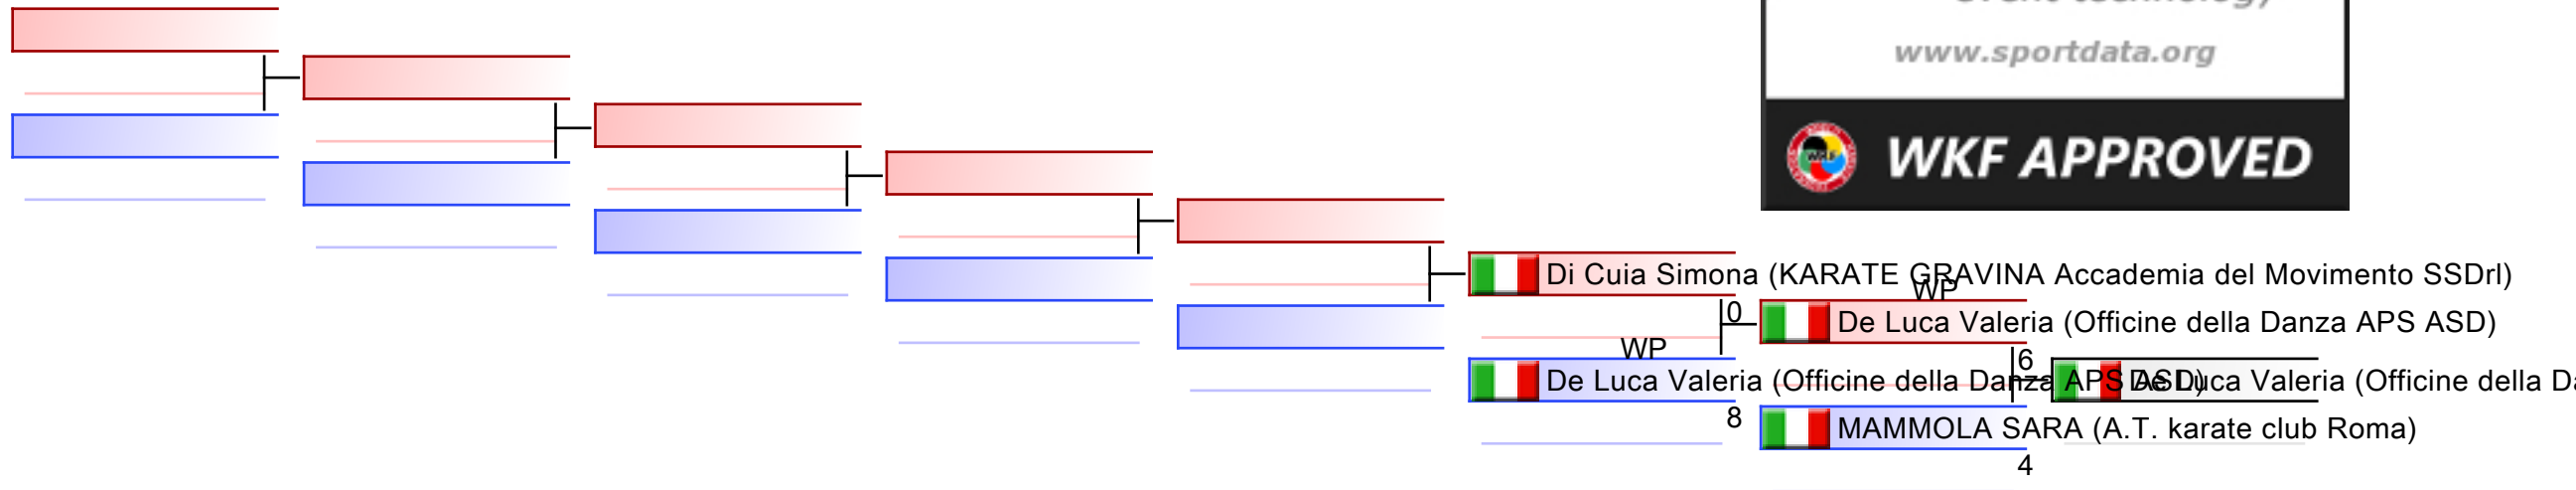 event technology
www.sportdata.org
WKF APPROVED
Di Cuia Simona (KARATE GRAVINA Accademia del Movimento SSDrl)
WP
0
De Luca Valeria (Officine della Danza APS ASD)
WP
6
De Luca Valeria (Officine della Danza APS ASD)
De Luca Valeria (Officine della Da
8
MAMMOLA SARA (A.T. karate club Roma)
4